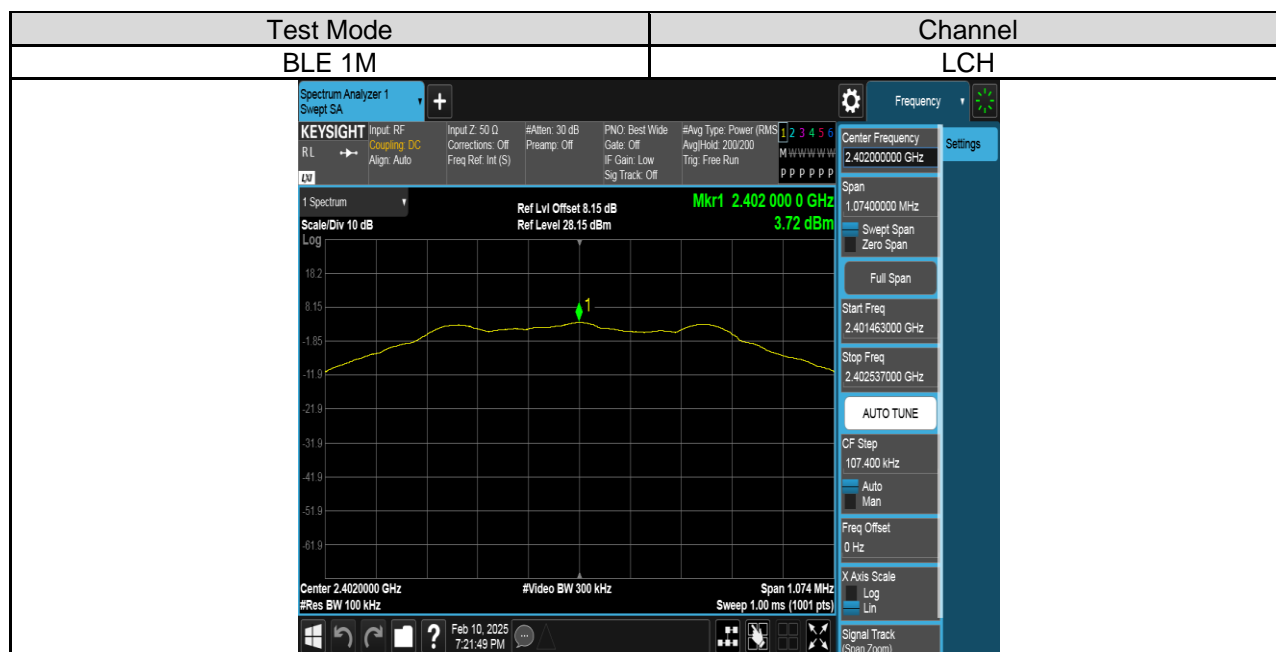 Test Mode Channel
BLE 1M LCH
Spectrum Analyzer 1
Swept SA
+
Frequency
KEYSIGHT Input: RF Input Z: 50 Ω #Atten: 30 dB PNO: Best Wide #Avg Type: Power (RMS 1 2 3 4 5 6
RL Coupling: DC Corrections: Off Preamp: Off Gate: Off Avg|Hold: 200/200 M W W W W W
Align: Auto Freq Ref: Int (S) IF Gain: Low Trig: Free Run
LXI Sig Track: Off P P P P P P
Center Frequency
2.402000000 GHz
Settings
1 Spectrum
Ref Lvl Offset 8.15 dB
Mkr1 2.402 000 0 GHz
Scale/Div 10 dB Ref Level 28.15 dBm 3.72 dBm
Log
18.2
8.15
-1.85
-11.9
-21.9
-31.9
-41.9
-51.9
-61.9
1
Center 2.4020000 GHz #Video BW 300 kHz Span 1.074 MHz
#Res BW 100 kHz Sweep 1.00 ms (1001 pts)
Span
1.07400000 MHz
Swept Span
Zero Span
Full Span
Start Freq
2.401463000 GHz
Stop Freq
2.402537000 GHz
AUTO TUNE
CF Step
107.400 kHz
Auto
Man
Freq Offset
0 Hz
X Axis Scale
Log
Lin
Signal Track
(Span Zoom)
? Feb 10, 2025
7:21:49 PM